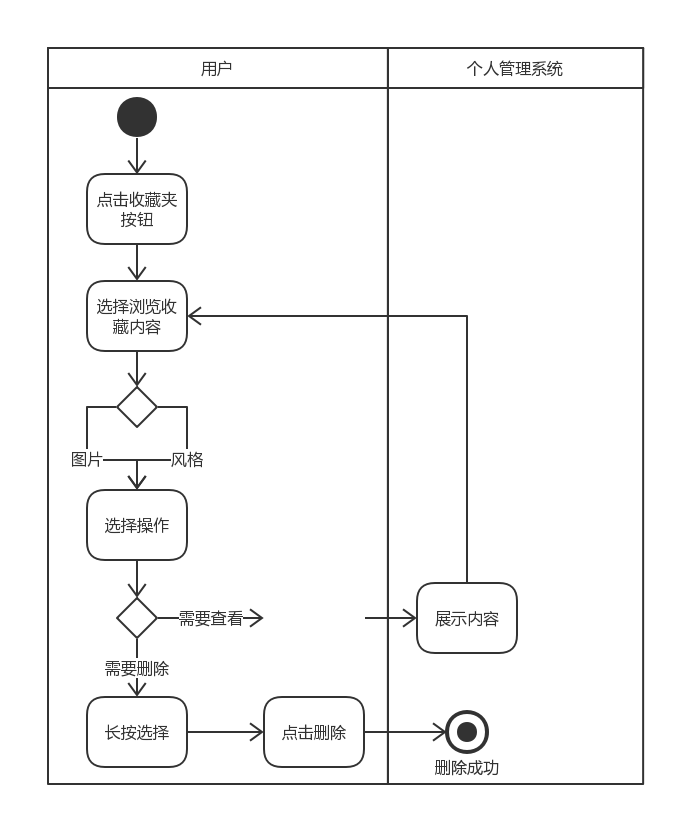 用户
个人管理系统
点击收藏夹
按钮
选择浏览收
藏内容
图片
风格
选择操作
需要查看
展示内容
需要删除
长按选择
点击删除
删除成功